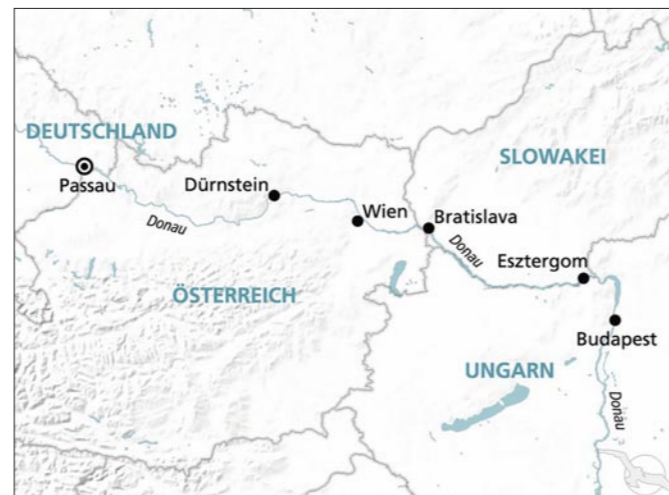 DEUTSCHLAND
SLOWAKEI
Passau
Dürnstein
Donau
Wien
Bratislava
Donau
Esztergom
ÖSTERREICH
Budapest
UNGARN
Donau